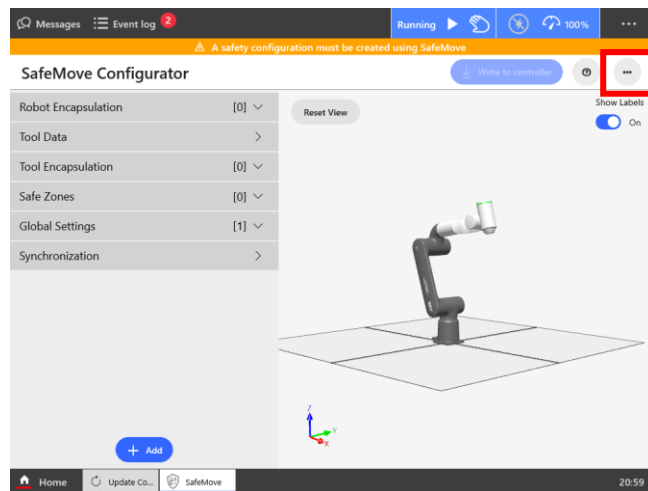 Messages Event log 2 Running 100% ...
A safety configuration must be created using SafeMove
SafeMove Configurator Write to controller ? ...
Robot Encapsulation [0]
Tool Data
Tool Encapsulation [0]
Safe Zones [0]
Global Settings [1]
Synchronization
Reset View
Show Labels
On
Z
Y
X
+ Add
Home Update Co... SafeMove 20:59